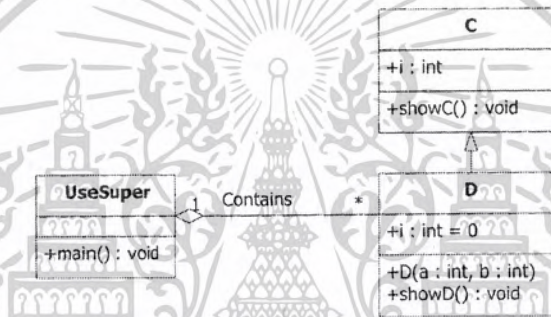 C
+i : int
+showC() : void
UseSuper
+main() : void
1
Contains
*
D
+i : int = 0
+D(a : int, b : int)
+showD() : void